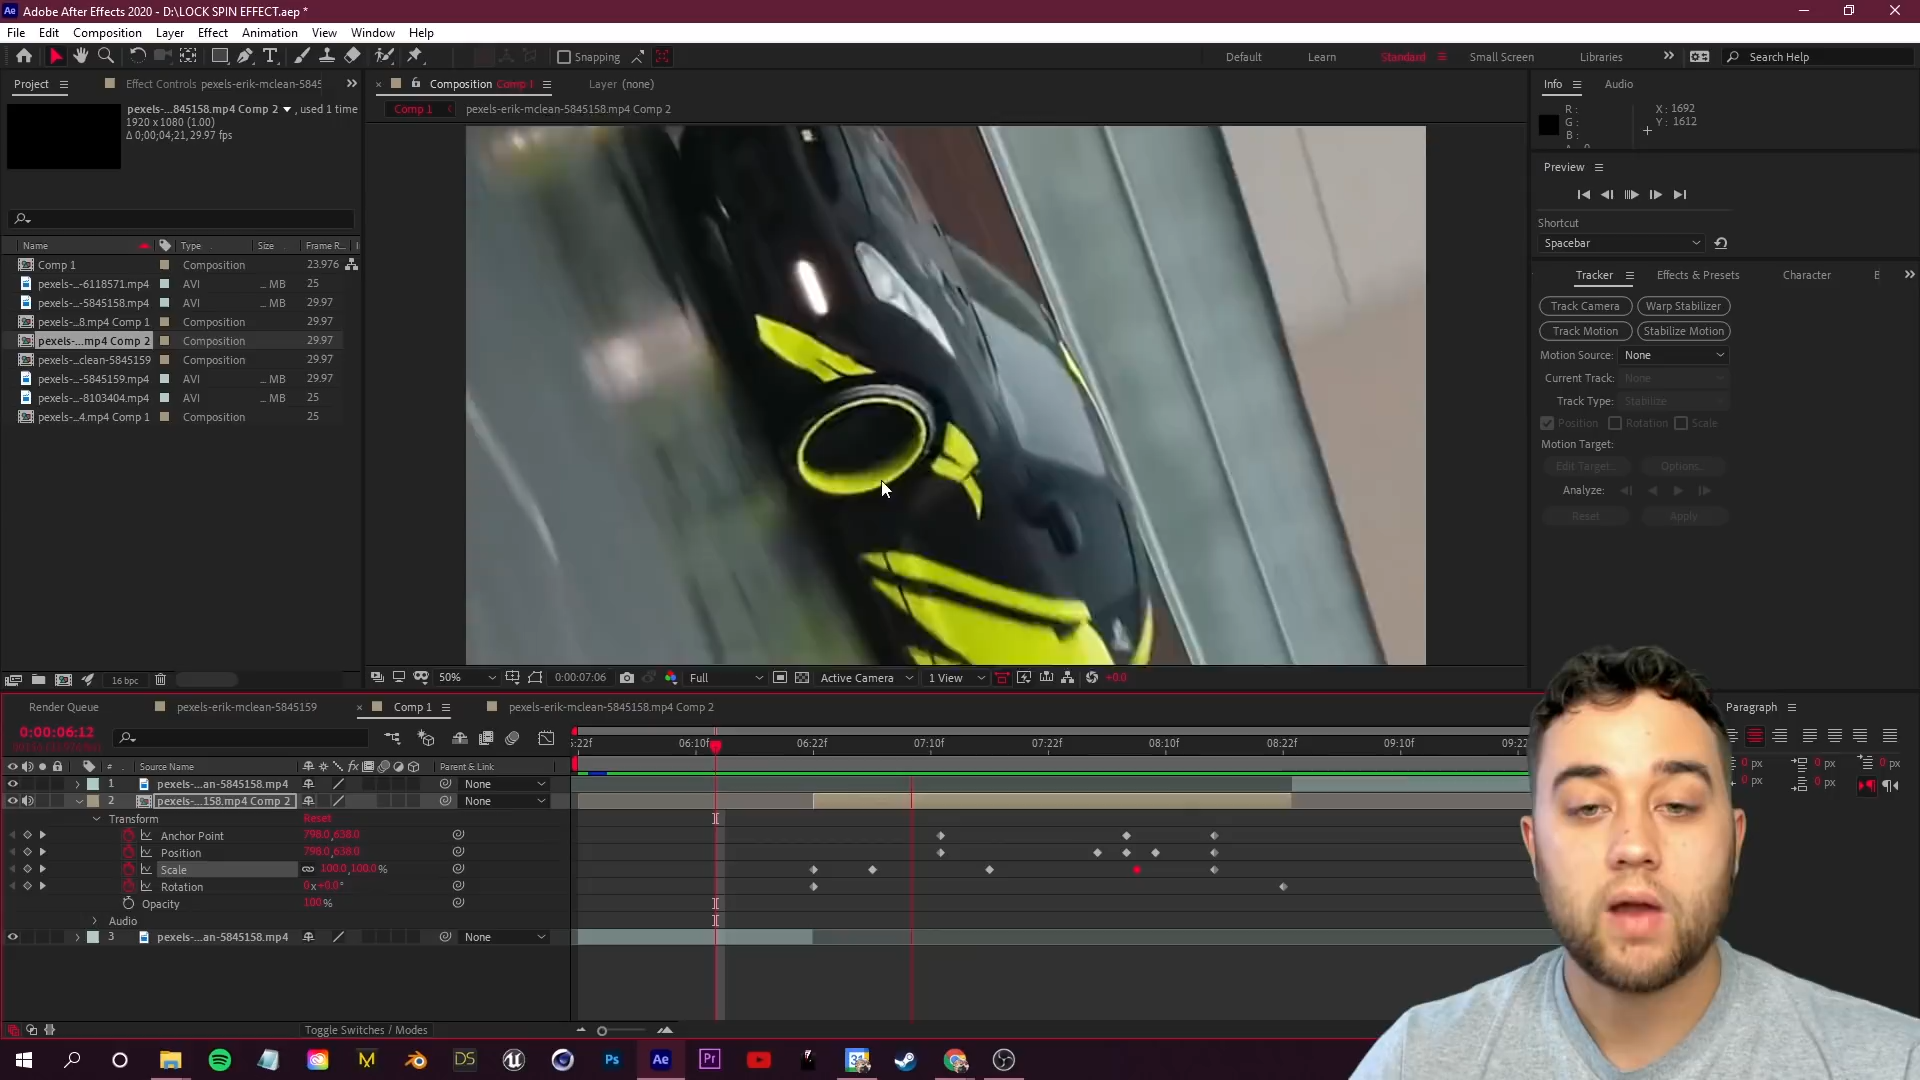 Adobe After Effects 2020 - D:\LOCK SPIN EFFECT.aep *
File Edit Composition Layer Effect Animation View Window Help
Snapping Default Learn Standard Small Screen Libraries Search Help
Project Effect Controls pexels-erik-mclean-5845 Composition Comp 1 Layer (none) Info Audio
Comp 1 pexels-erik-mclean-5845158.mp4 Comp 2
pexels-...845158.mp4 Comp 2 , used 1 time
1920 x 1080 (1.00)
Δ 0;00;04;21, 29.97 fps
R : X : 1692
G : Y : 1612
B :
Preview
Shortcut
Spacebar
Name Type Size Frame R...
Comp 1 Composition 23.976
pexels-...-6118571.mp4 AVI ... MB 25
pexels-...-5845158.mp4 AVI ... MB 29.97
pexels-...8.mp4 Comp 1 Composition 29.97
pexels-...mp4 Comp 2 Composition 29.97
pexels-...clean-5845159 Composition 29.97
pexels-...-5845159.mp4 AVI ... MB 29.97
pexels-...-8103404.mp4 AVI ... MB 25
pexels-...4.mp4 Comp 1 Composition 25
Tracker Effects & Presets Character
Track Camera Warp Stabilizer
Track Motion Stabilize Motion
Motion Source: None
Current Track: None
Track Type: Stabilize
Position Rotation Scale
Motion Target:
Edit Target... Options...
Analyze:
Reset Apply
16 bpc 50% 0:00:07:06 Full Active Camera 1 View +0.0
Render Queue pexels-erik-mclean-5845159 Comp 1 pexels-erik-mclean-5845158.mp4 Comp 2 Paragraph
0:00:06:12
5:22f 06:10f 06:22f 07:10f 07:22f 08:10f 08:22f 09:10f 09:22
# Source Name Parent & Link
1 pexels-...an-5845158.mp4 None
2 pexels-...158.mp4 Comp 2 None
Transform Reset
Anchor Point 798.0,638.0
Position 798.0,638.0
Scale 100.0,100.0%
Rotation 0x+0.0°
Opacity 100%
Audio
3 pexels-...an-5845158.mp4 None
0 px 0 px 0 px
0 px 0 px
Toggle Switches / Modes
M DS Ps Ae Pr 31